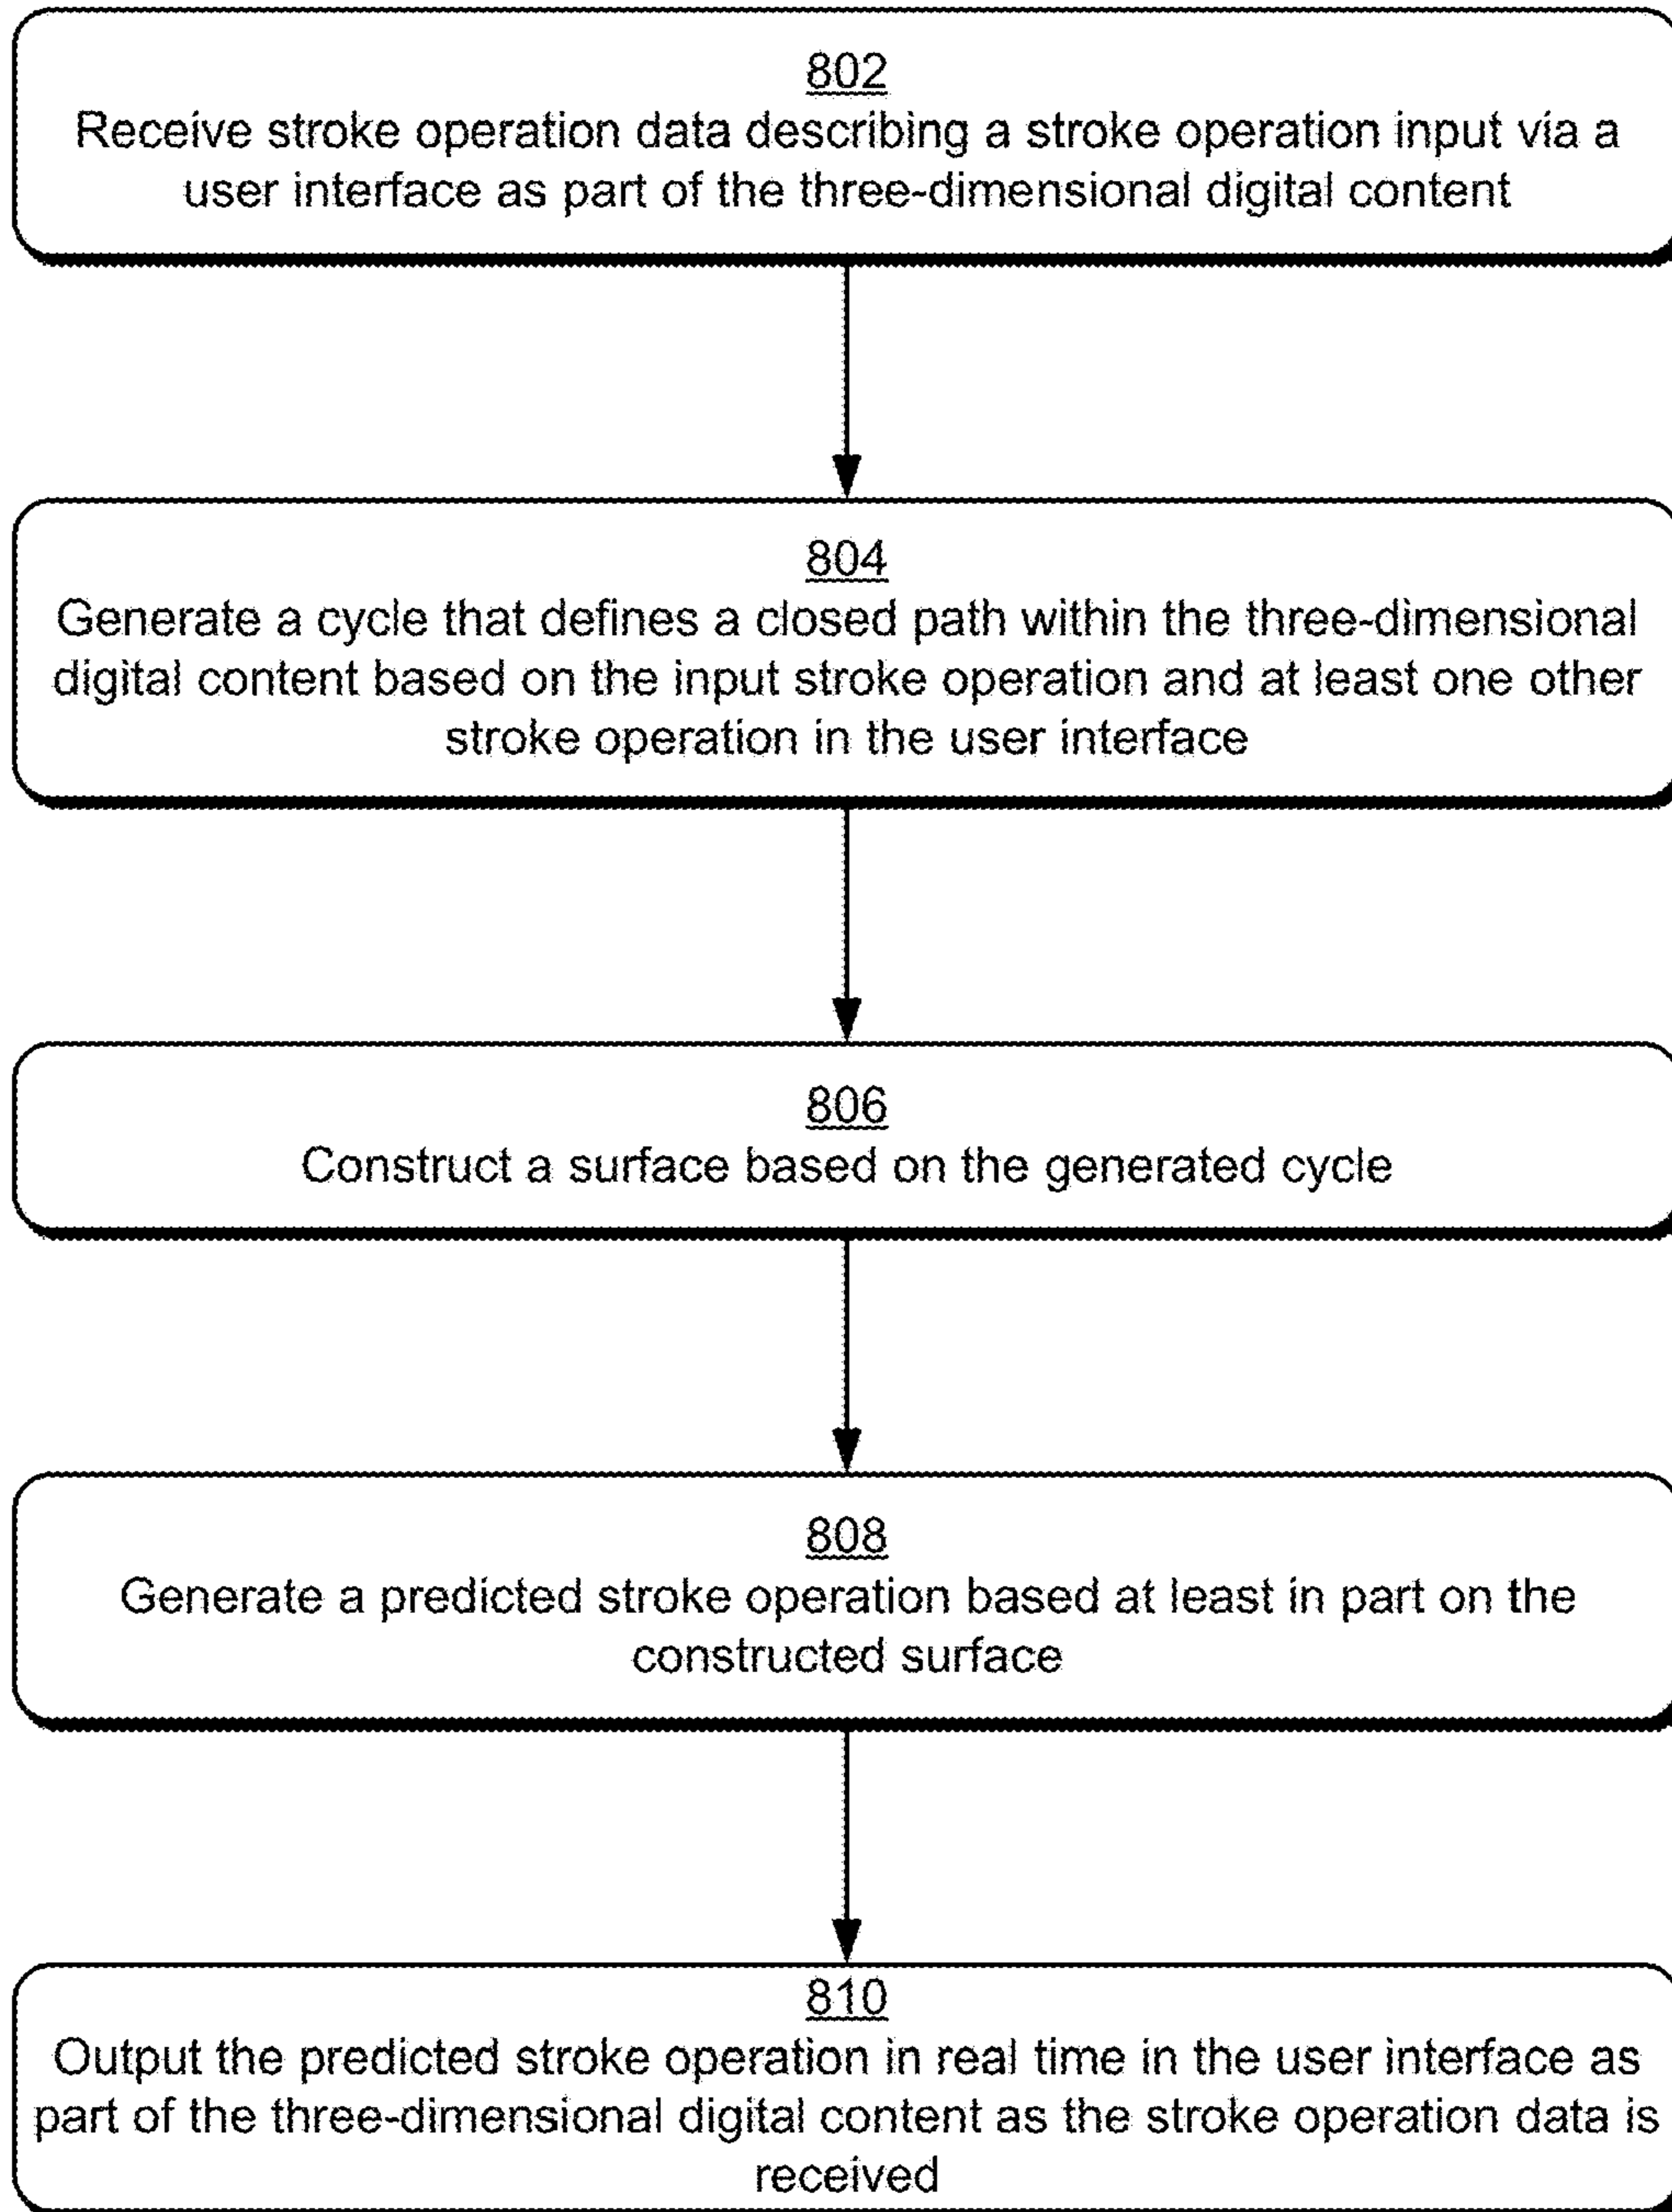 802
Receive stroke operation data describing a stroke operation input via a
user interface as part of the three-dimensional digital content
804
Generate a cycle that defines a closed path within the three-dimensional
digital content based on the input stroke operation and at least one other
stroke operation in the user interface
806
Construct a surface based on the generated cycle
808
Generate a predicted stroke operation based at least in part on the
constructed surface
810
Output the predicted stroke operation in real time in the user interface as
part of the three-dimensional digital content as the stroke operation data is
received